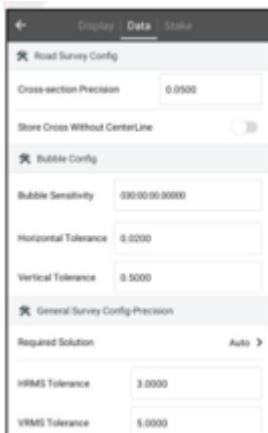 Display Data Stake
Road Survey Config
Cross-section Precision 0.0500
Store Cross Without CenterLine
Bubble Config
Bubble Sensitivity 030:00:00.00000
Horizontal Tolerance 0.0200
Vertical Tolerance 0.5000
General Survey Config-Precision
Required Solution Auto
HRMS Tolerance 3.0000
VRMS Tolerance 5.0000